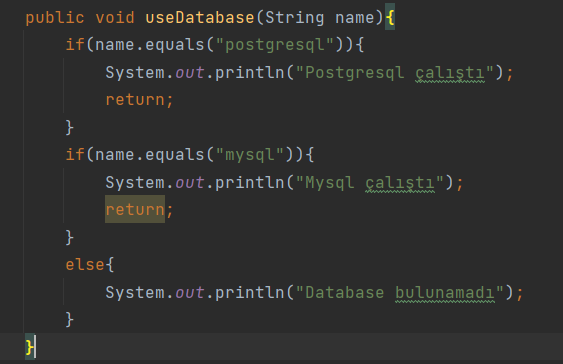 public void useDatabase(String name){
if(name.equals("postgresql")){
System.out.println("Postgresql çalıştı");
return;
}
if(name.equals("mysql")){
System.out.println("Mysql çalıştı");
return;
}
else{
System.out.println("Database bulunamadı");
}
}